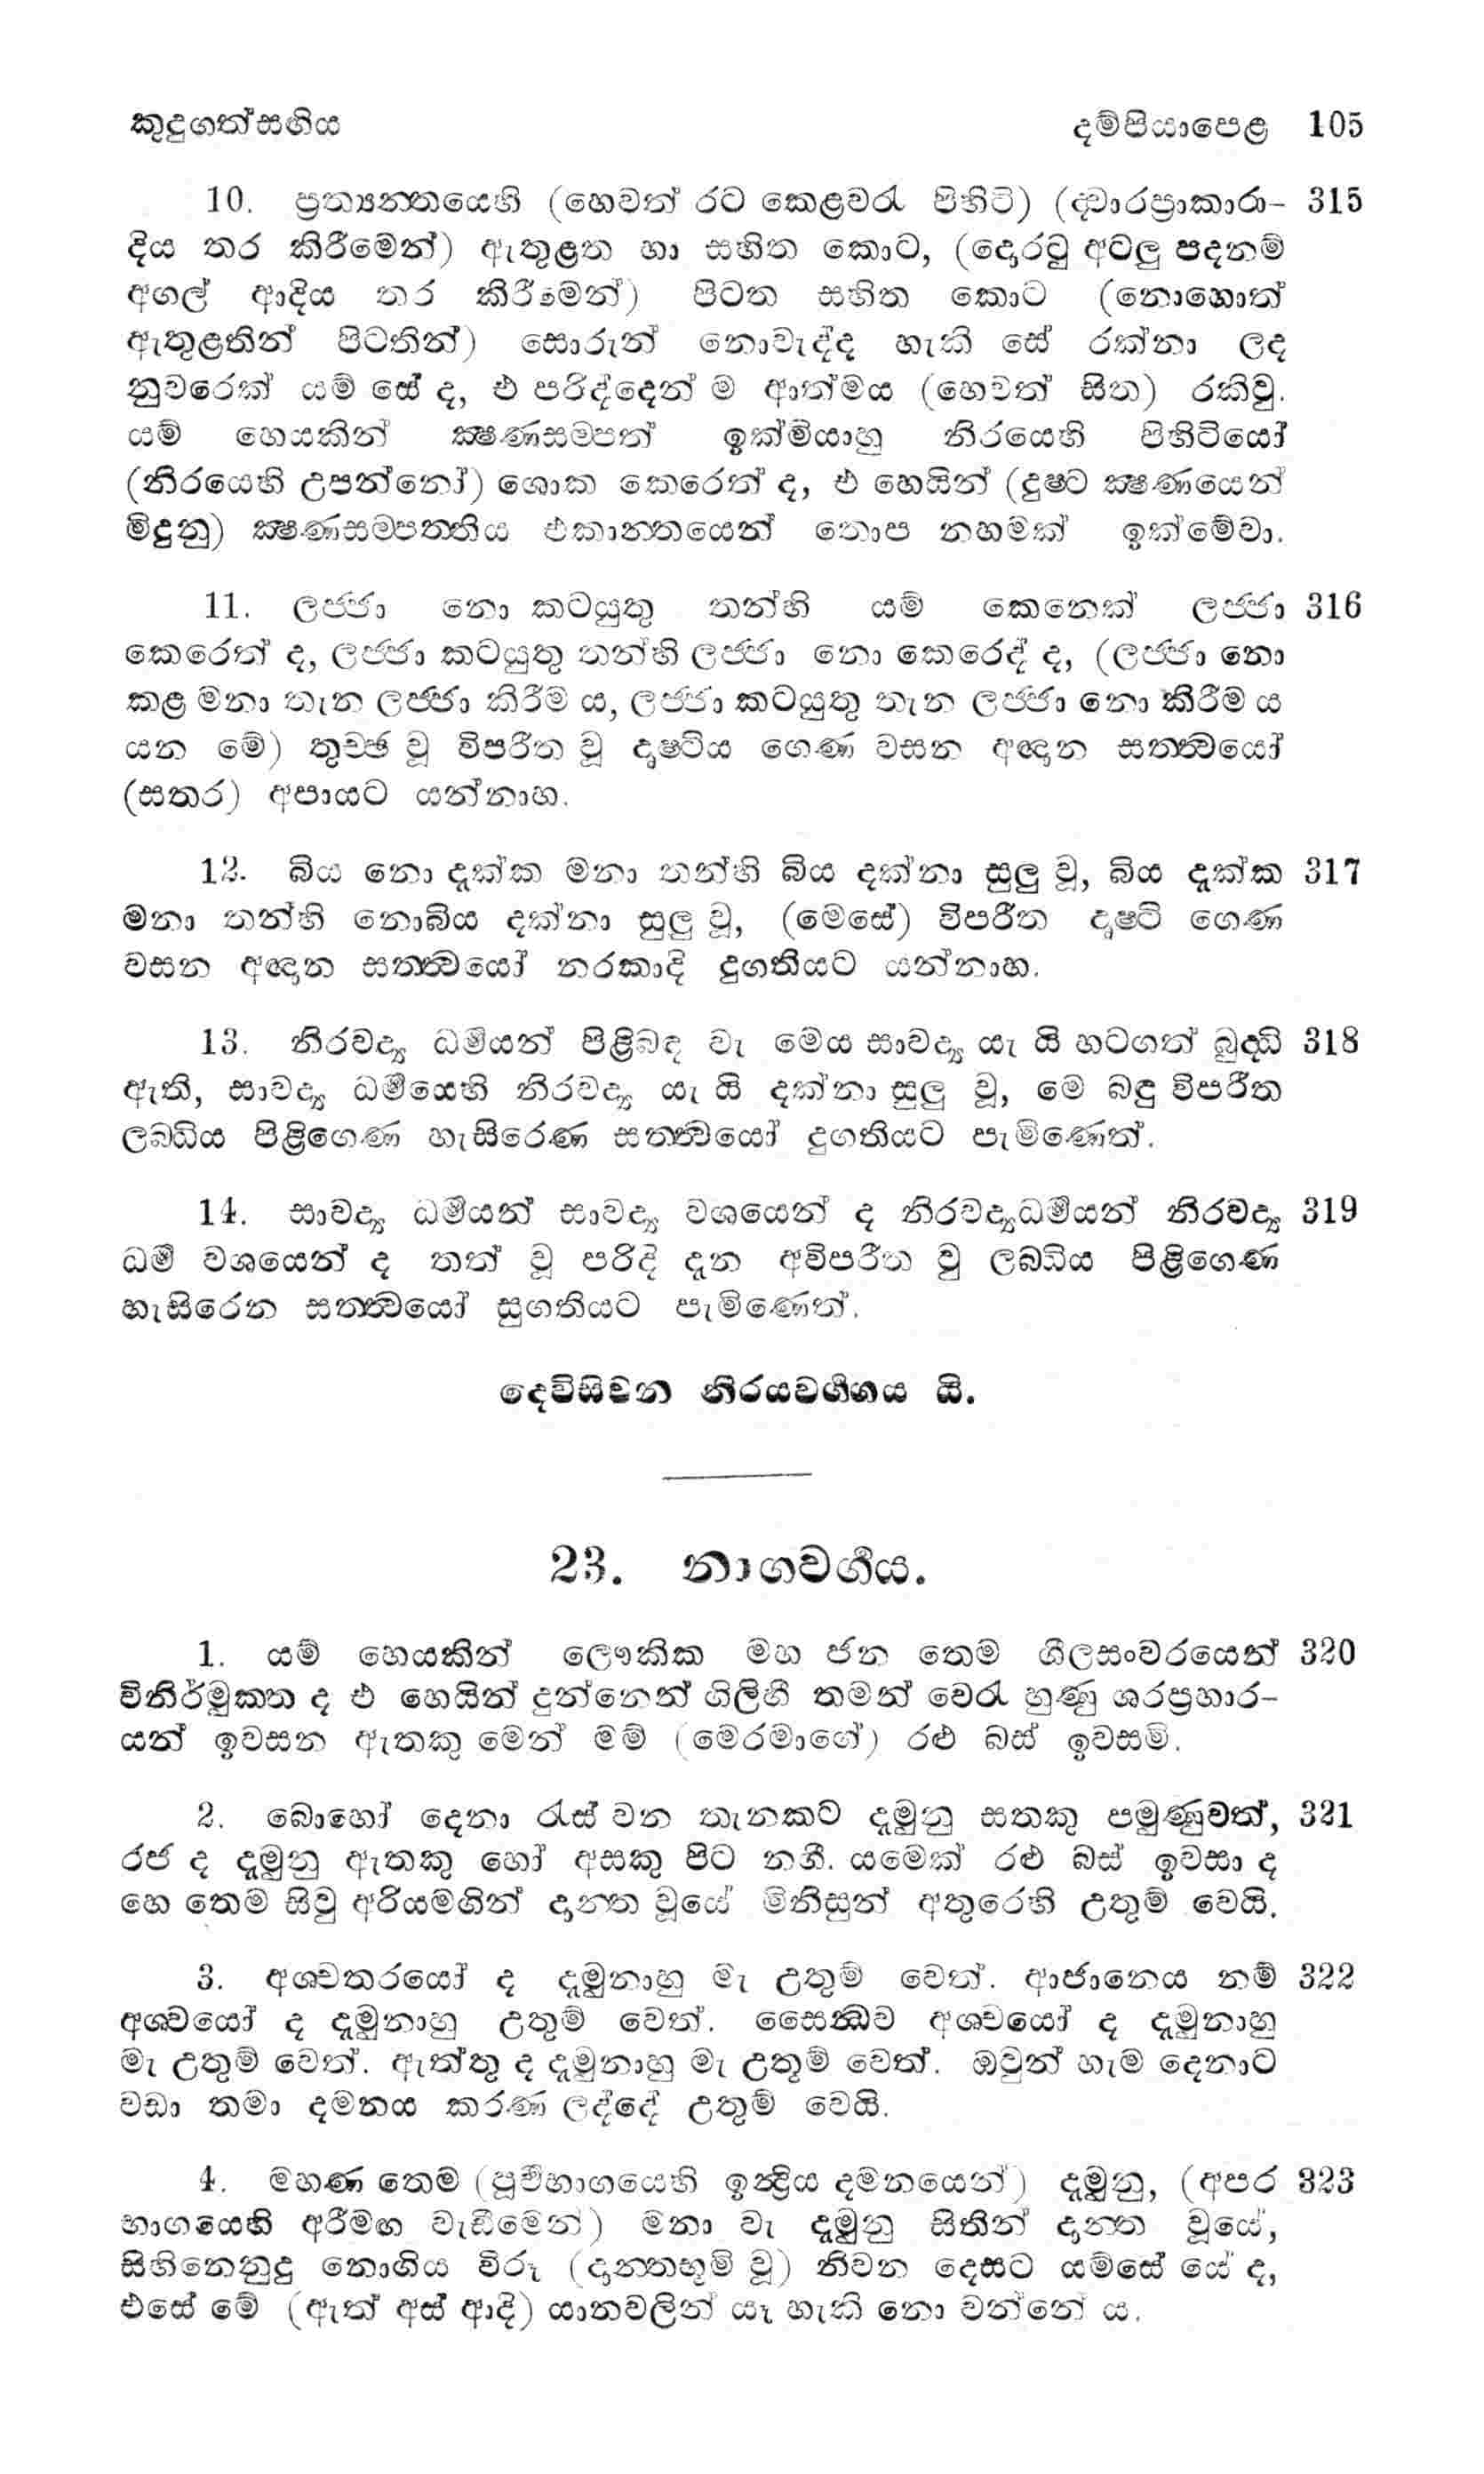 කුදුගත්සඟිය දම්පියාපෙළ 105
10. ප්‍රත්‍යන්තයෙහි (හෙවත් රට කෙළවරැ පිහිටි) (ද්වාරප්‍රාකාරා- 315
දිය තර කිරීමෙන්) ඇතුළත හා සහිත කොට, (දොරටු අටලු පදනම්
අගල් ආදිය තර කිරීමෙන්) පිටත සහිත කොට (නොහොත්
ඇතුළතින් පිටතින්) සොරුන් නොවැද්ද හැකි සේ රක්නා ලද
නුවරෙක් යම් සේ ද, එ පරිද්දෙන් ම ආත්මය (හෙවත් සිත) රකිවු.
යම් හෙයකින් ක්‍ෂණසම්පත් ඉක්මියාහු නිරයෙහි පිහිටියෝ
(නිරයෙහි උපන්නෝ) ශොක කෙරෙත් ද, එ හෙයින් (දුෂ්ට ක්‍ෂණයෙන්
මිදුනු) ක්‍ෂණසම්පත්තිය එකාන්තයෙන් තොප නහමක් ඉක්මේවා.
11. ලජ්ජා නො කටයුතු තන්හි යම් කෙනෙක් ලජ්ජා 316
කෙරෙත් ද, ලජ්ජා කටයුතු තන්හි ලජ්ජා නො කෙරෙද් ද, (ලජ්ජා නො
කළ මනා තැන ලජ්ජා කිරීම ය, ලජ්ජා කටයුතු තැන ලජ්ජා නො කිරීම ය
යන මේ) තුච්ඡ වූ විපරීත වූ දෘෂ්ටිය ගෙණ වසන අඥාන සත්ත්‍වයෝ
(සතර) අපායට යන්නාහ.
12. බිය නො දැක්ක මනා තන්හි බිය දක්නා සුලු වූ, බිය දැක්ක 317
මනා තන්හි නොබිය දක්නා සුලු වූ, (මෙසේ) විපරීත දෘෂ්ටි ගෙණ
වසන අඥාන සත්ත්‍වයෝ නරකාදි දුගතියට යන්නාහ.
13. නිරවද්‍ය ධර්‍මයන් පිළිබඳ වැ මෙය සාවද්‍ය යැ යි හටගත් බුද්ධි 318
ඇති, සාවද්‍ය ධර්‍මයෙහි නිරවද්‍ය යැ යි දක්නා සුලු වූ, මෙ බඳු විපරීත
ලබ්ධිය පිළිගෙණ හැසිරෙණ සත්ත්‍වයෝ දුගතියට පැමිණෙත්.
14. සාවද්‍ය ධර්‍මයන් සාවද්‍ය වශයෙන් ද නිරවද්‍යධර්‍මයන් නිරවද්‍ය 319
ධර්‍ම වශයෙන් ද තත් වූ පරිදි දැන අවිපරීත වු ලබ්ධිය පිළිගෙණ
හැසිරෙන සත්ත්‍වයෝ සුගතියට පැමිණෙත්.
දෙවිසිවන නිරයවර්‍ගය යි.
23. නාගවර්‍ගය.
1. යම් හෙයකින් ලෞකික මහ ජන තෙම ශීලසංවරයෙන් 320
විනිර්මුක්ත ද එ හෙයින් දුන්නෙන් ගිලිහී තමන් වෙරැ හුණු ශරප්‍රහාර-
යන් ඉවසන ඇතකු මෙන් මම් (මෙරමාගේ) රළු බස් ඉවසමි.
2. බොහෝ දෙනා රැස් වන තැනකට දැමුනු සතකු පමුණුවත්, 321
රජ ද දැමුනු ඇතකු හෝ අසකු පිට නගී. යමෙක් රළු බස් ඉවසා ද
හෙ තෙම සිවු අරියමගින් දාන්ත වූයේ මිනිසුන් අතුරෙහි උතුම් වෙයි.
3. අශ්වතරයෝ ද දැමුනාහු මැ උතුම් වෙත්. ආජානෙය නම් 322
අශ්වයෝ ද දැමුනාහු උතුම් වෙත්. සෛන්ධව අශ්වයෝ ද දැමුනාහු
මැ උතුම් වෙත්. ඇත්තු ද දැමුනාහු මැ උතුම් වෙත්. ඔවුන් හැම දෙනාට
වඩා තමා දමනය කරණ ලද්දේ උතුම් වෙයි.
4. මහණ තෙම (පූර්‍වභාගයෙහි ඉන්ද්‍රිය දමනයෙන්) දැමුනු, (අපර 323
භාගයෙහි අරීමඟ වැඩීමෙන්) මනා වැ දැමුනු සිතින් දාන්ත වූයේ,
සිහිනෙනුදු නොගිය විරූ (දාන්තභූමි වූ) නිවන දෙසට යම්සේ යේ ද,
එසේ මේ (ඇත් අස් ආදි) යානවලින් යෑ හැකි නො වන්නේ ය.